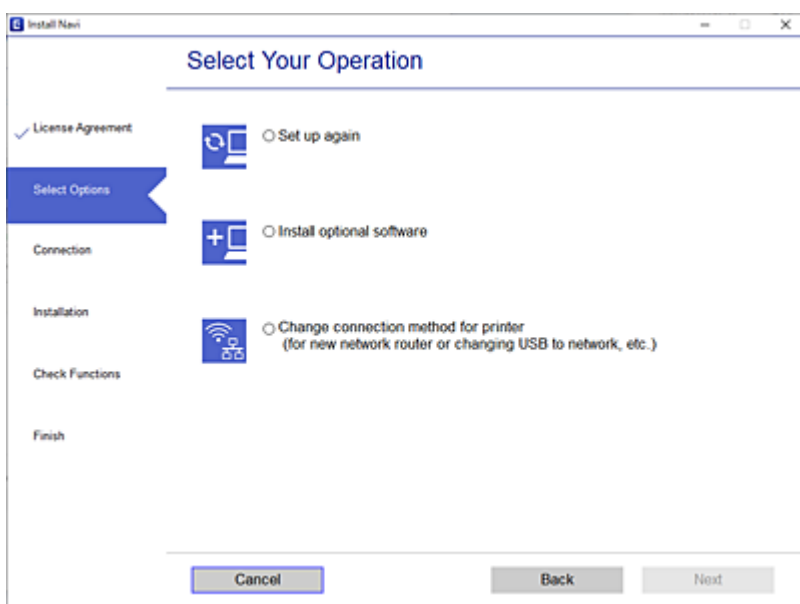 Install Navi
Select Your Operation
License Agreement
Select Options
Connection
Installation
Check Functions
Finish
Set up again
Install optional software
Change connection method for printer
(for new network router or changing USB to network, etc.)
Cancel
Back
Next